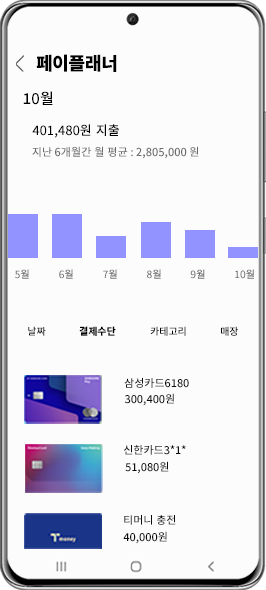 페이플래너
10월
401,480원 지출
지난 6개월간 월 평균 : 2,805,000 원
5월 6월 7월 8월 9월 10월
날짜 결제수단 카테고리 매장
삼성카드6180
300,400원
신한카드3*1*
51,080원
티머니 충전
40,000원
Tmoney